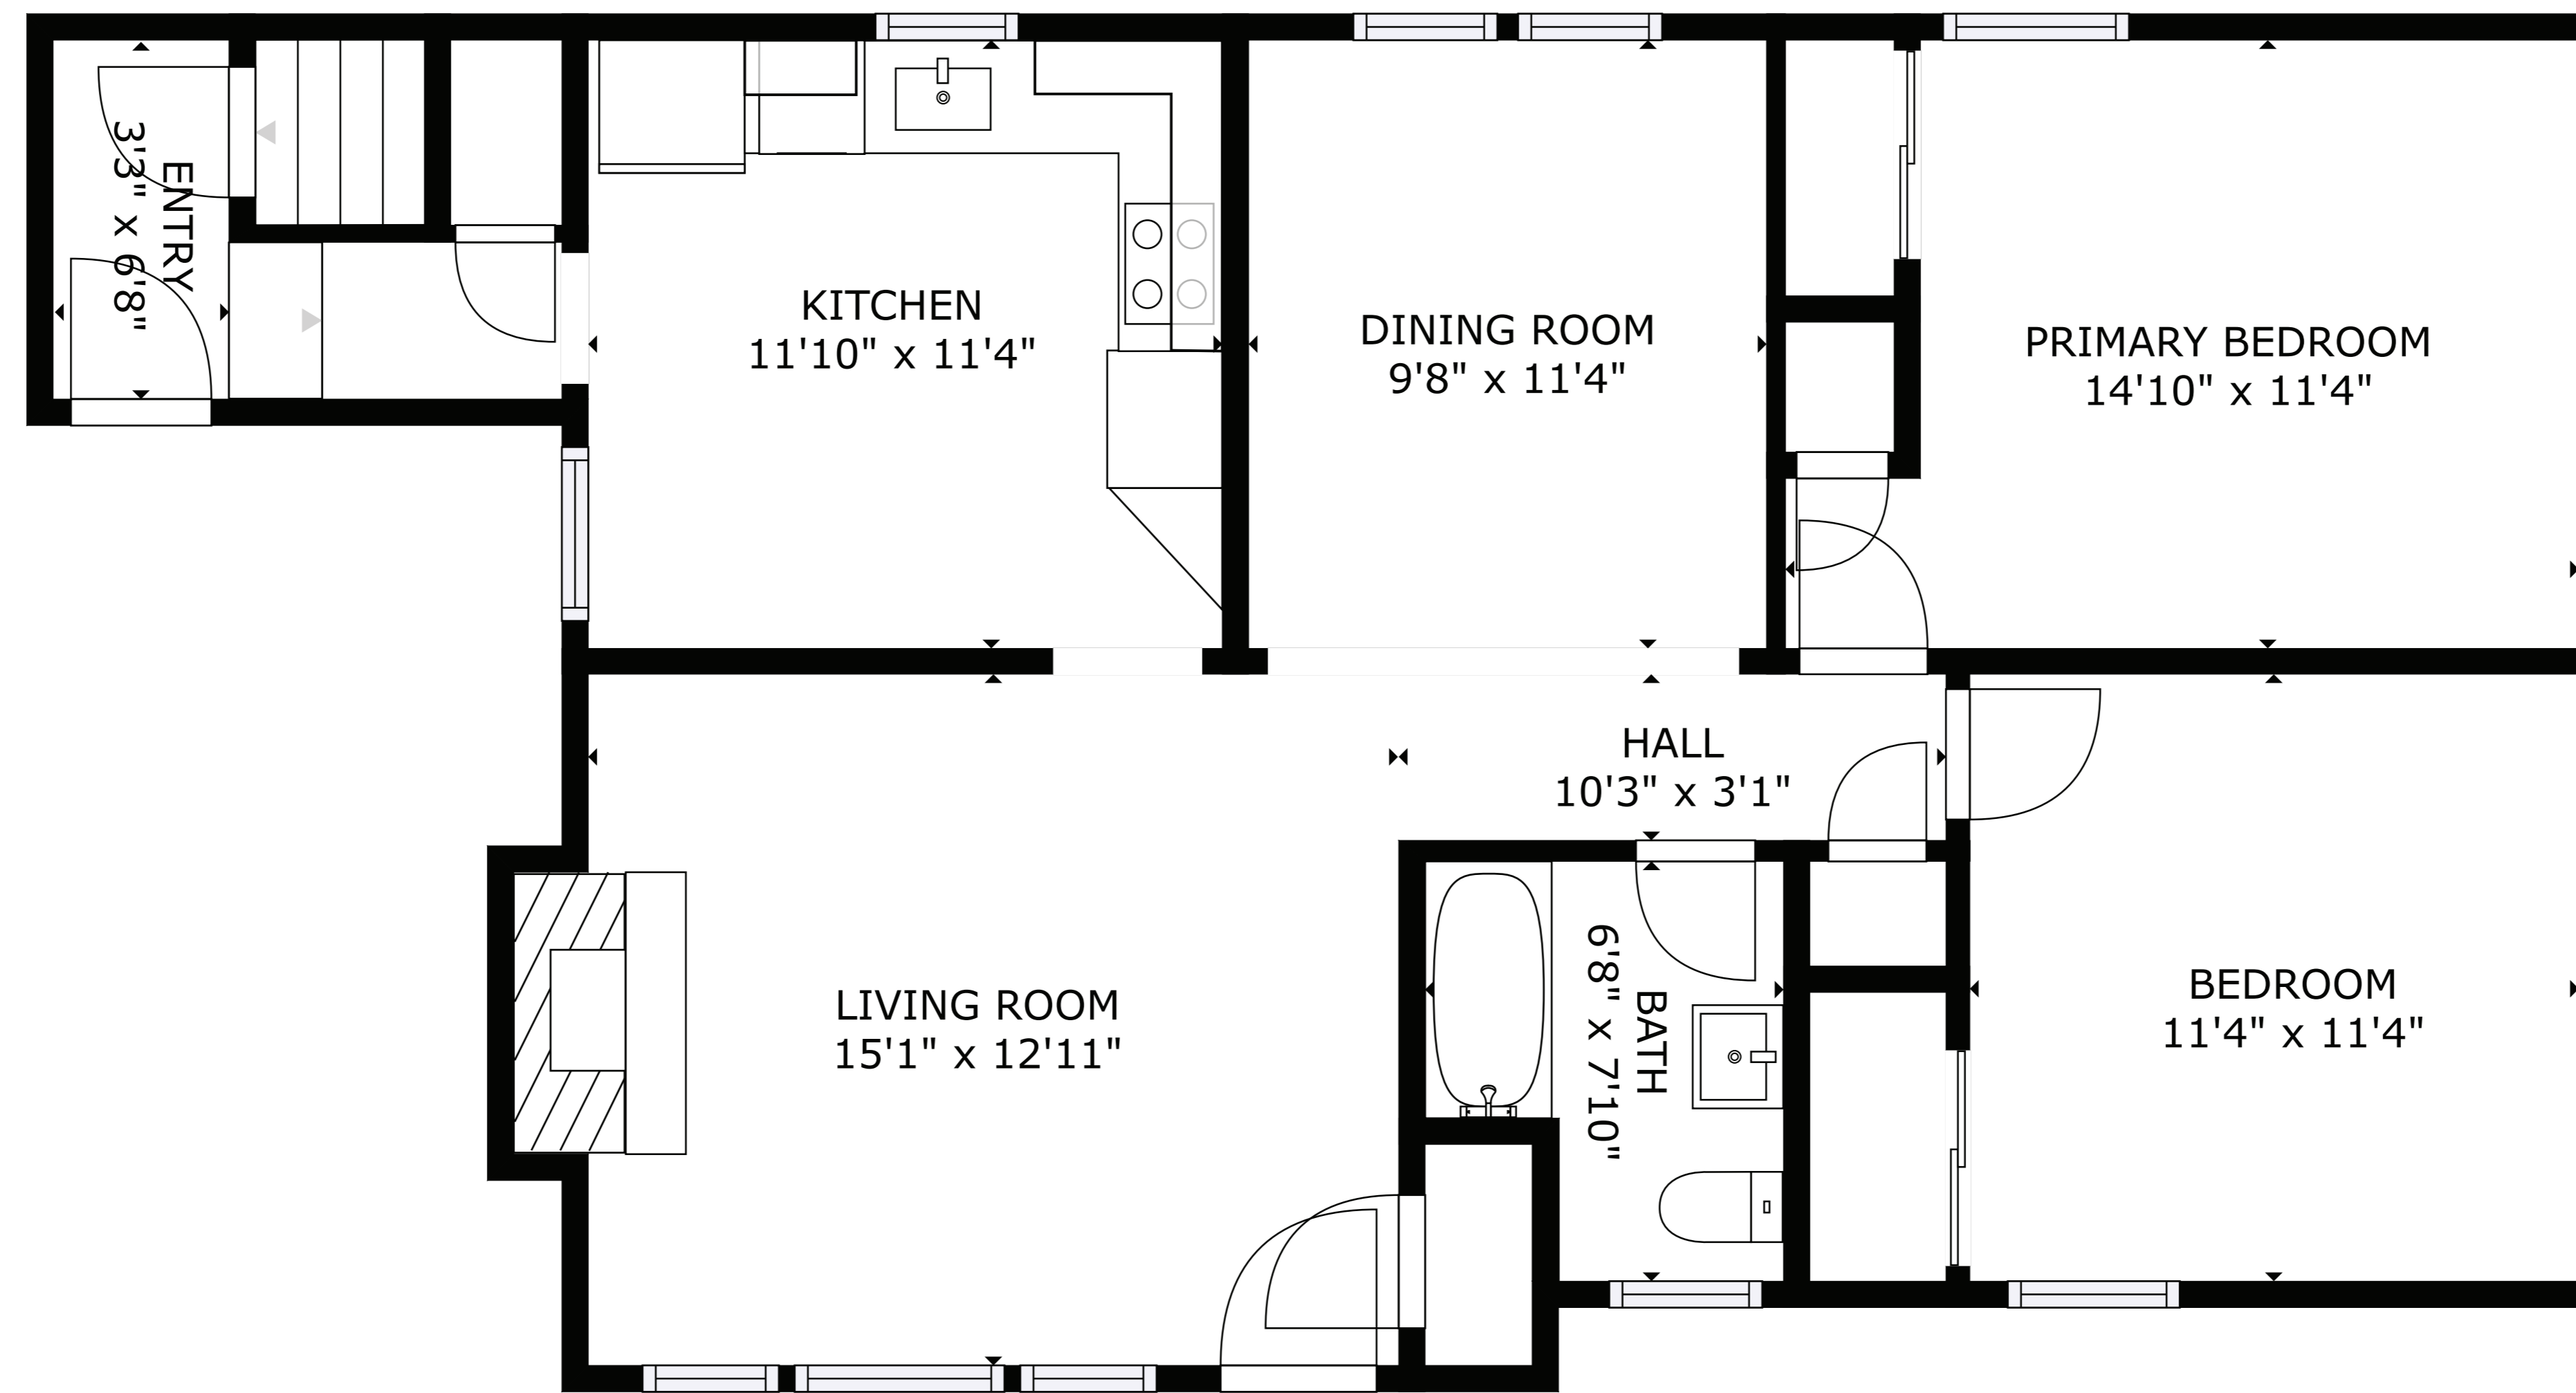 ENTRY
3'3" x 6'8"
KITCHEN
11'10" x 11'4"
DINING ROOM
9'8" x 11'4"
PRIMARY BEDROOM
14'10" x 11'4"
HALL
10'3" x 3'1"
LIVING ROOM
15'1" x 12'11"
BATH
6'8" x 7'10"
BEDROOM
11'4" x 11'4"